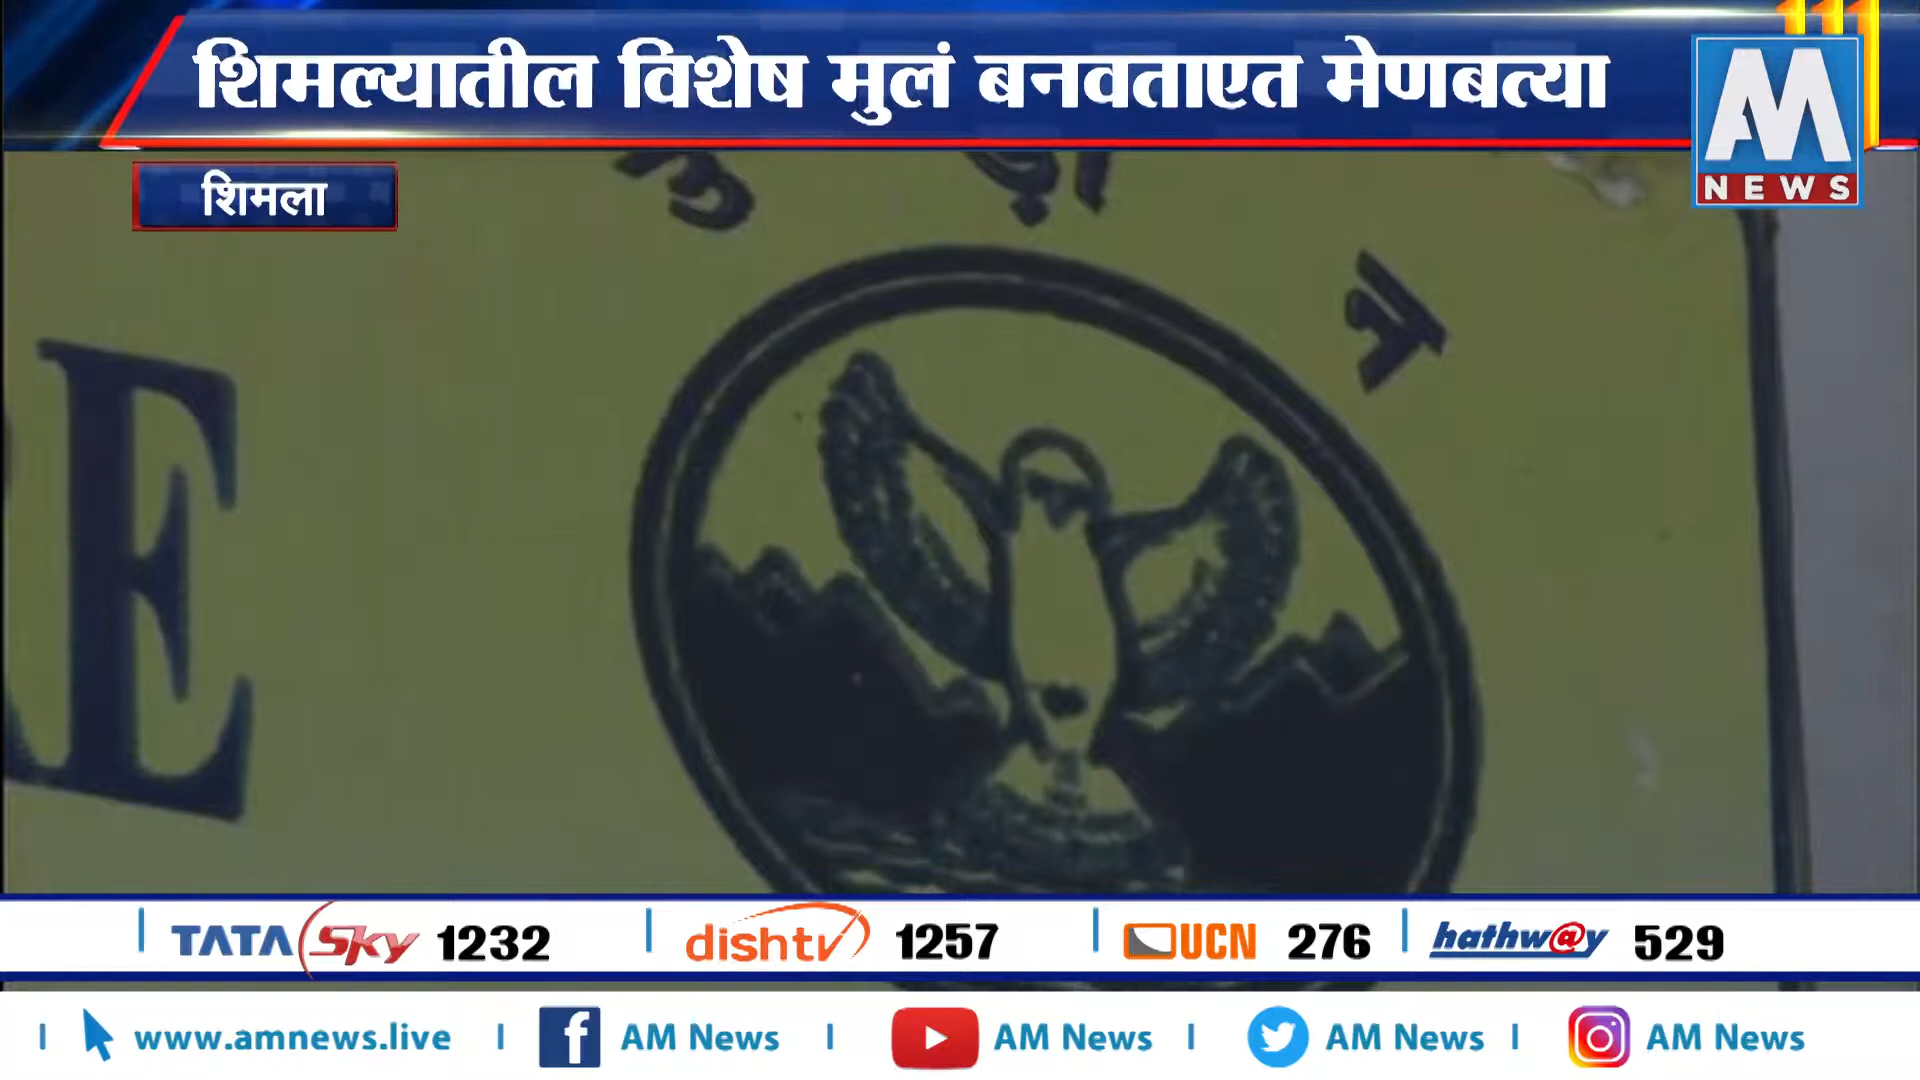 शिमल्यातील विशेष मुलं बनवताएत मेणबत्या
AM
NEWS
शिमला
TATA Sky 1232 dishtv 1257 UCN 276 hathw@y 529
www.amnews.live AM News AM News AM News AM News